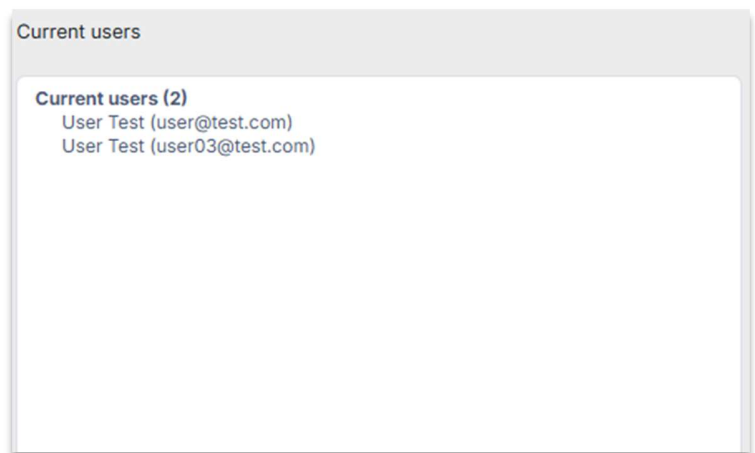 Current users
Current users (2)
User Test (user@test.com)
User Test (user03@test.com)